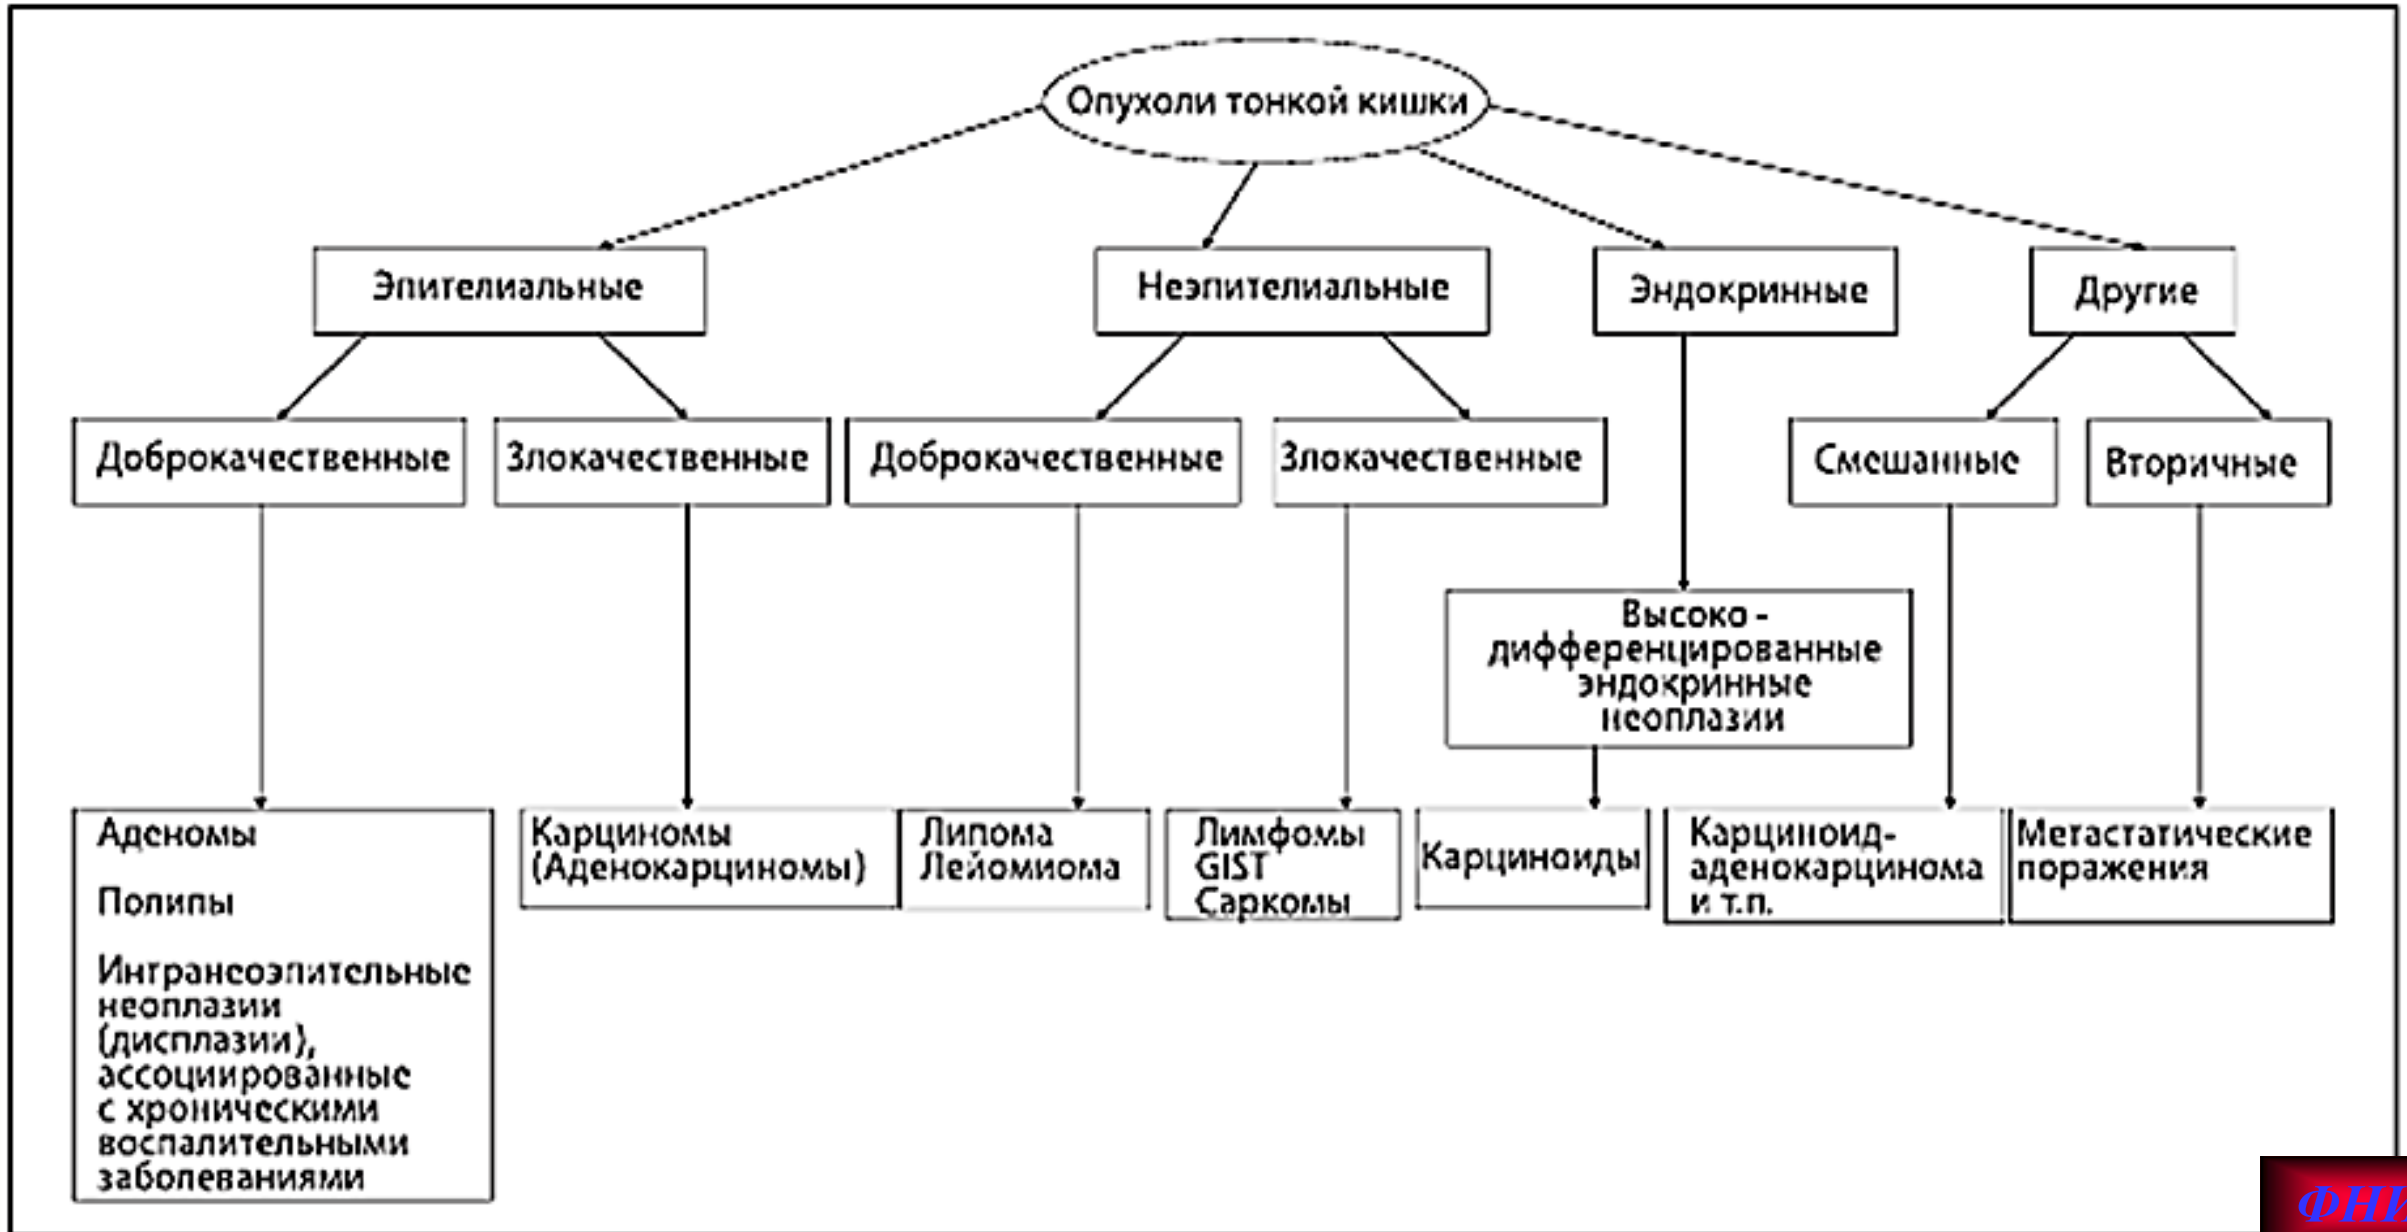 Опухоли тонкой кишки
Эпителиальные
Неэпителиальные
Эндокринные
Другие
Доброкачественные
Злокачественные
Доброкачественные
Злокачественные
Смешанные
Вторичные
Высоко -
дифференцированные
эндокринные
неоплазии
Аденомы
Полипы
Интранеоэпительные
неоплазии
(дисплазии),
ассоциированные
с хроническими
воспалительными
заболеваниями
Карциномы
(Аденокарциномы)
Липома
Лейомиома
Лимфомы
GIST
Саркомы
Карциноиды
Карциноид-
аденокарцинома
и т.п.
Метастатические
поражения